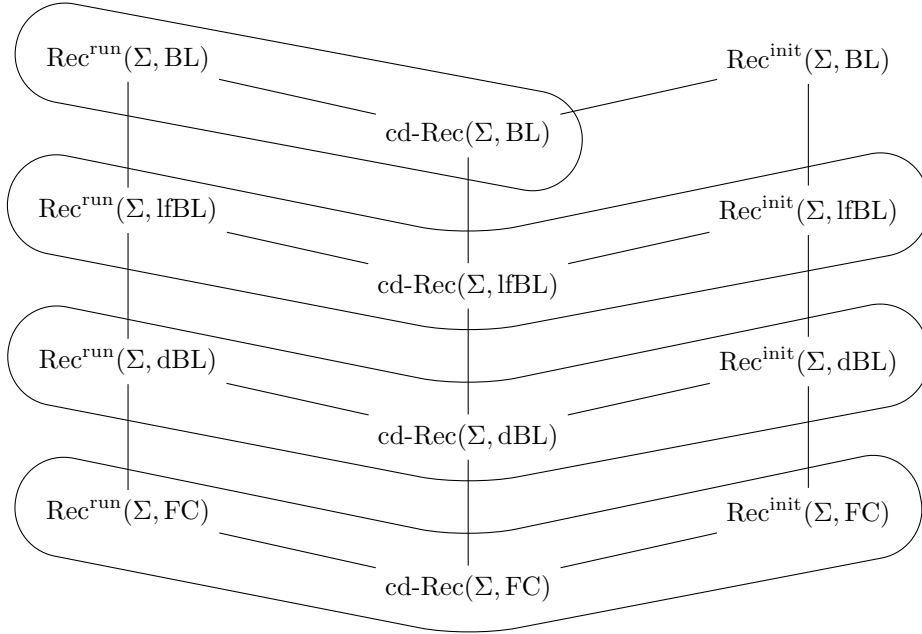 Rec^run(Σ, BL)
Rec^init(Σ, BL)
cd-Rec(Σ, BL)
Rec^run(Σ, lfBL)
Rec^init(Σ, lfBL)
cd-Rec(Σ, lfBL)
Rec^run(Σ, dBL)
Rec^init(Σ, dBL)
cd-Rec(Σ, dBL)
Rec^run(Σ, FC)
Rec^init(Σ, FC)
cd-Rec(Σ, FC)